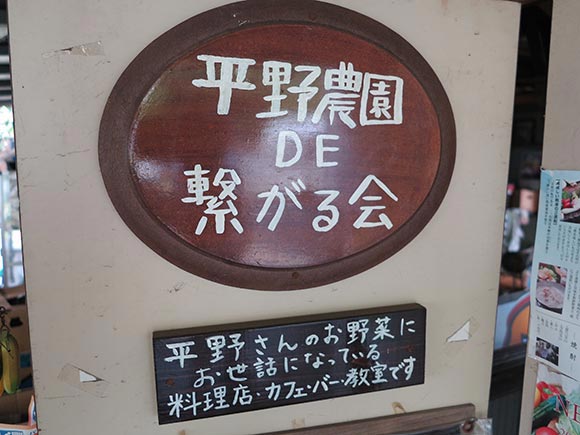 平野農園
DE
繋がる会
平野さんのお野菜に
お世話になっている
料理店・カフェ・バー・教室です